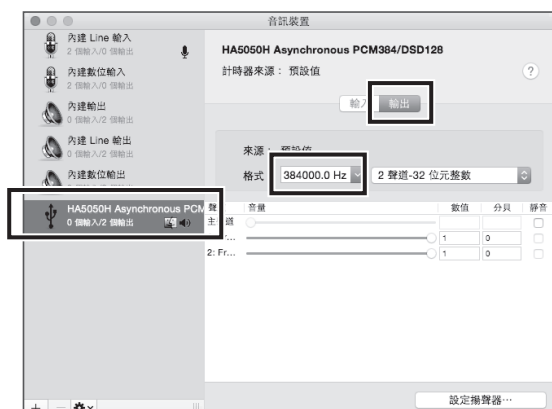 音訊裝置
內建 Line 輸入
2 個輸入/0 個輸出
內建數位輸入
2 個輸入/0 個輸出
內建輸出
0 個輸入/2 個輸出
內建 Line 輸出
0 個輸入/2 個輸出
內建數位輸出
HA5050H Asynchronous PCM
0 個輸入/2 個輸出
HA5050H Asynchronous PCM384/DSD128
計時器來源： 預設值
?
輸入 輸出
來源： 預設值
格式 384000.0 Hz 2 聲道-32 位元整數
音量 數值 分貝 靜音
1 0
2: Fr... 1 0
設定揚聲器…